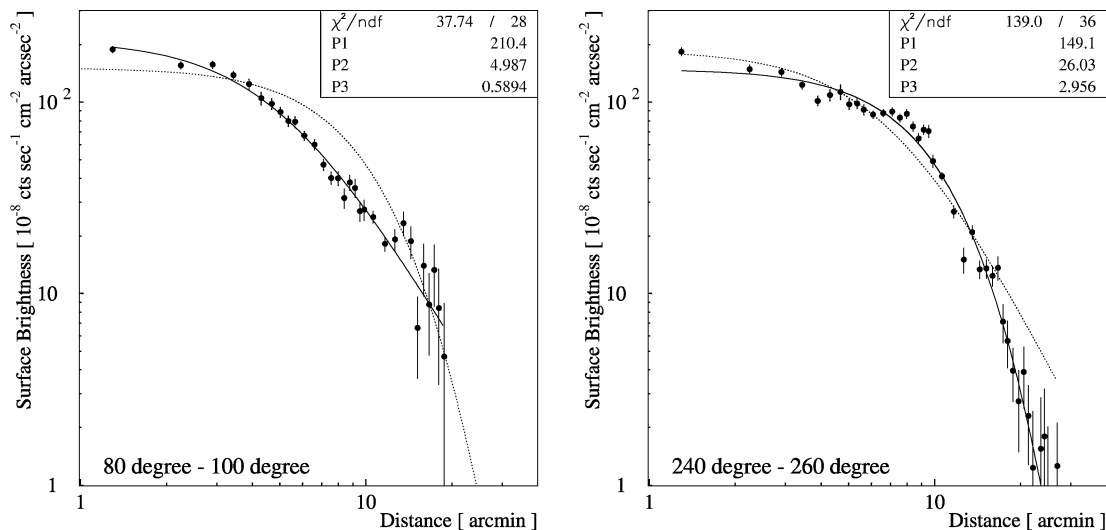 χ²/ndf 37.74 / 28
P1 210.4
P2 4.987
P3 0.5894
10²
10
1
Surface Brightness [ 10⁻⁸ cts sec⁻¹ cm⁻² arcsec⁻² ]
80 degree - 100 degree
1 10
Distance [ arcmin ]
χ²/ndf 139.0 / 36
P1 149.1
P2 26.03
P3 2.956
10²
10
1
Surface Brightness [ 10⁻⁸ cts sec⁻¹ cm⁻² arcmin⁻² ]
240 degree - 260 degree
1 10
Distance [ arcmin ]